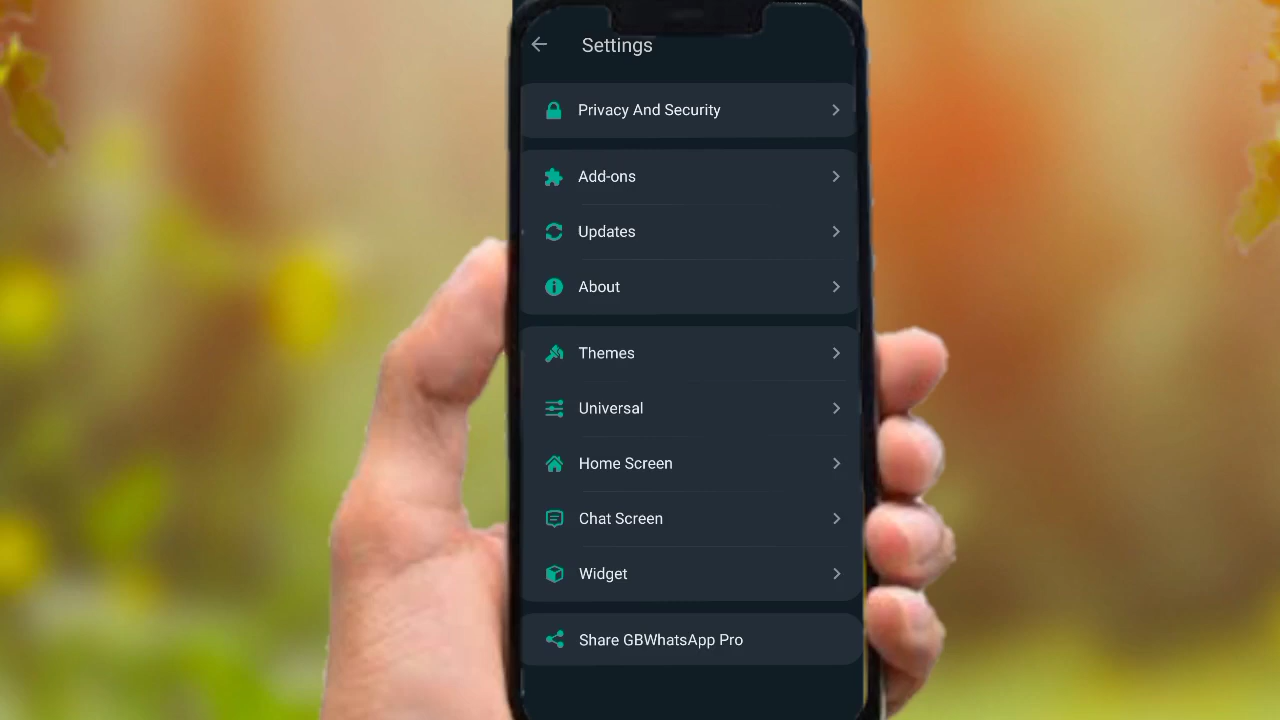 Settings
Privacy And Security
Add-ons
Updates
About
Themes
Universal
Home Screen
Chat Screen
Widget
Share GBWhatsApp Pro